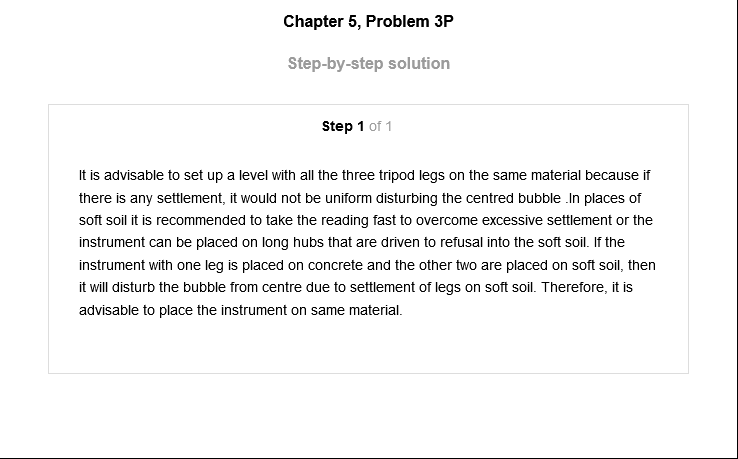 Chapter 5, Problem 3P
Step-by-step solution
Step 1 of 1
It is advisable to set up a level with all the three tripod legs on the same material because if
there is any settlement, it would not be uniform disturbing the centred bubble .In places of
soft soil it is recommended to take the reading fast to overcome excessive settlement or the
instrument can be placed on long hubs that are driven to refusal into the soft soil. If the
instrument with one leg is placed on concrete and the other two are placed on soft soil, then
it will disturb the bubble from centre due to settlement of legs on soft soil. Therefore, it is
advisable to place the instrument on same material.